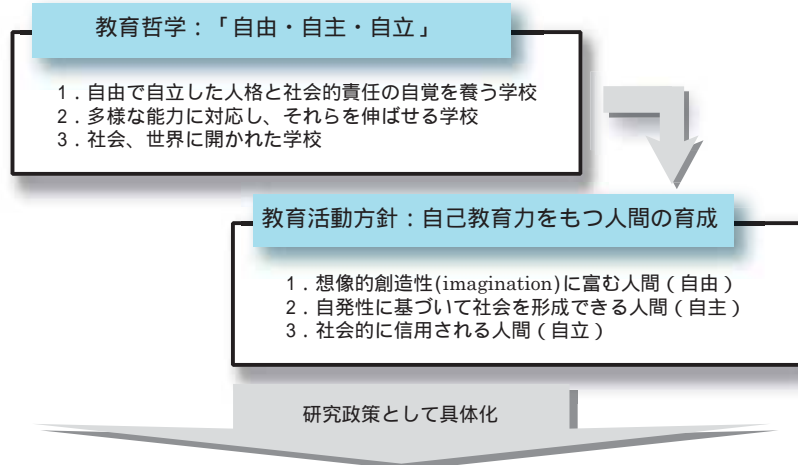 教育哲学：「自由・自主・自立」
1．自由で自立した人格と社会的責任の自覚を養う学校
2．多様な能力に対応し、それらを伸ばせる学校
3．社会、世界に開かれた学校
教育活動方針：自己教育力をもつ人間の育成
1．想像的創造性(imagination)に富む人間（自由）
2．自発性に基づいて社会を形成できる人間（自主）
3．社会的に信用される人間（自立）
研究政策として具体化